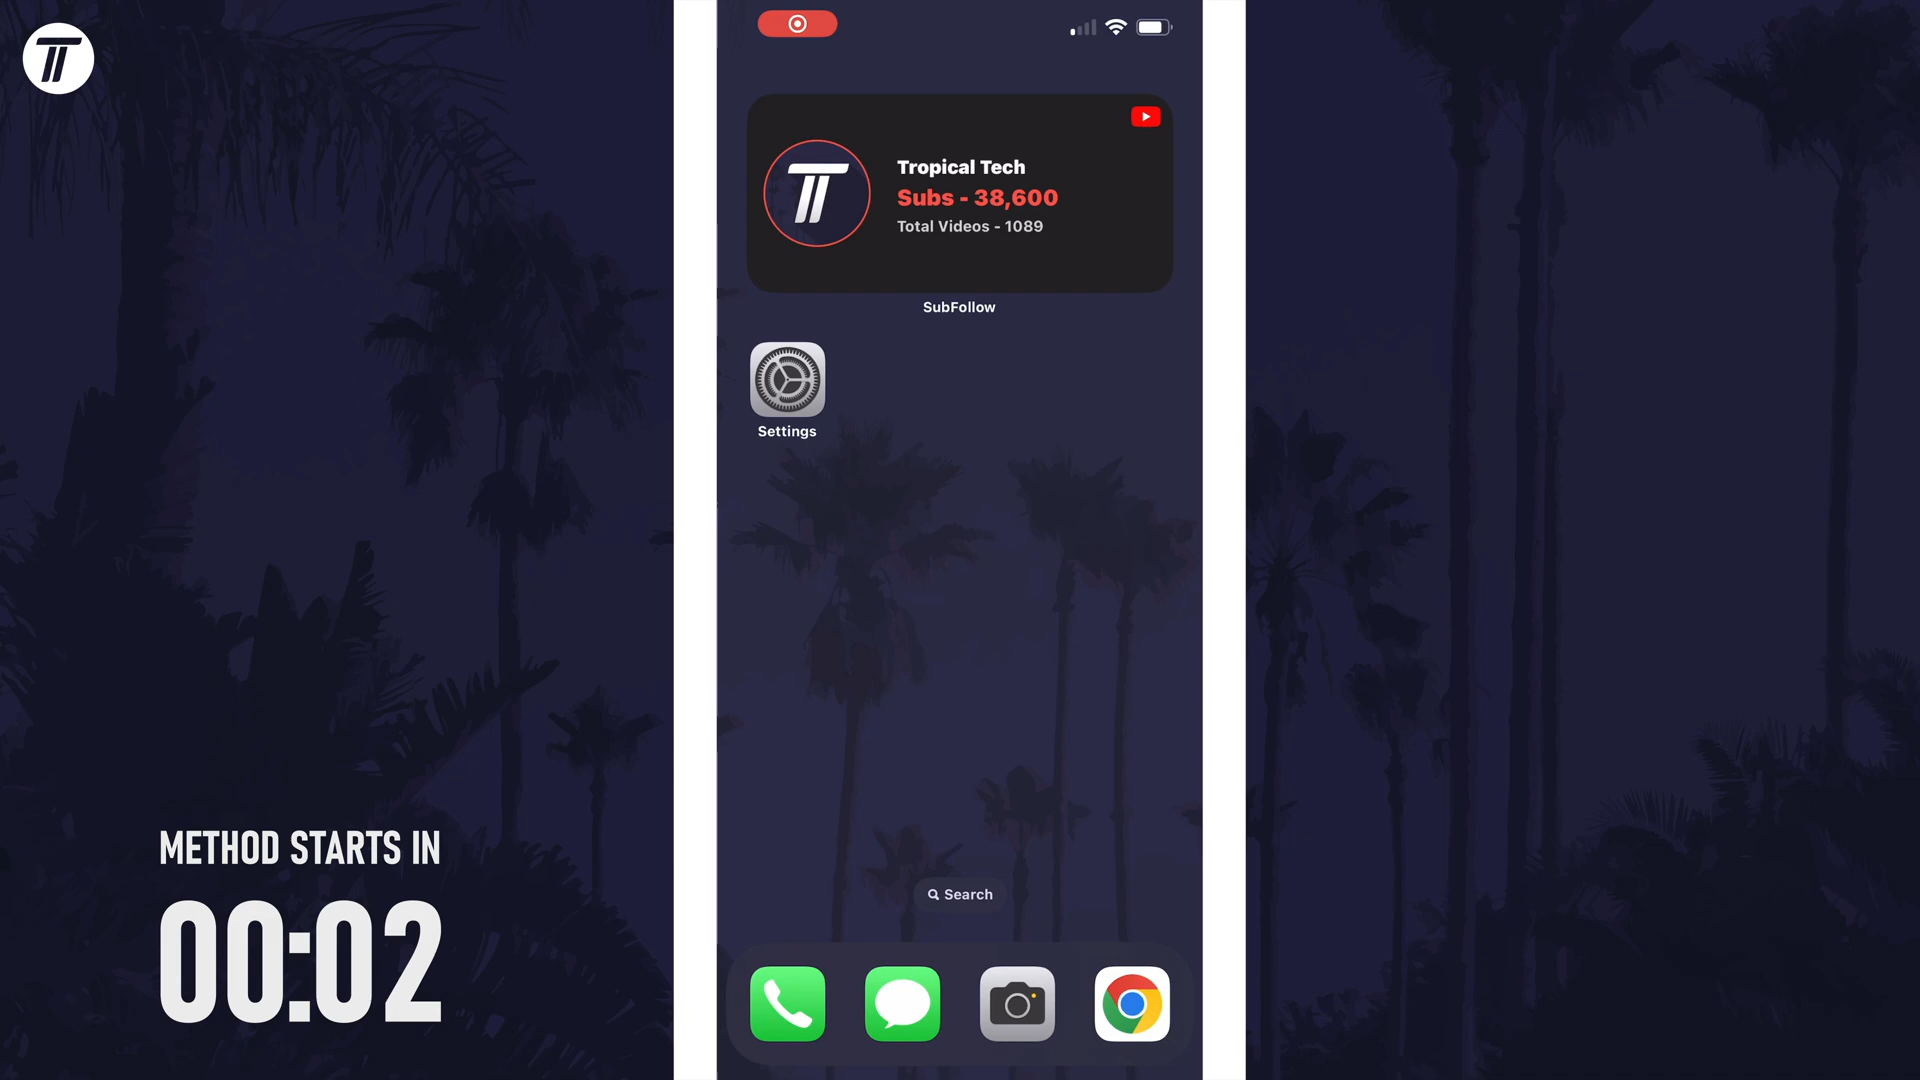 Tropical Tech
Subs - 38,600
Total Videos - 1089
SubFollow
Settings
METHOD STARTS IN
00:02
Search